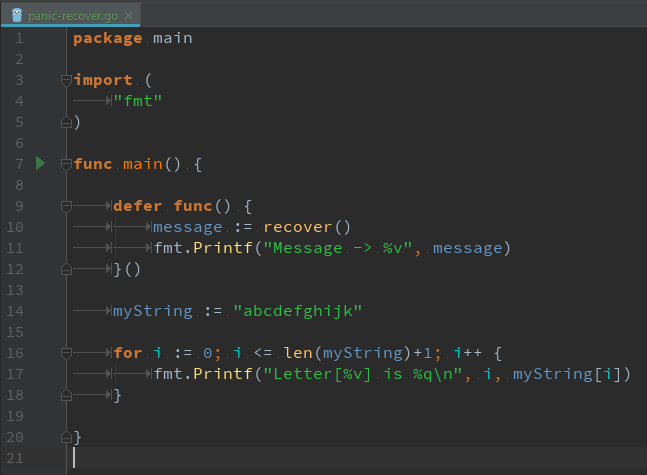 panic-recover.go
1 package main
2
3 import (
4 "fmt"
5 )
6
7 func main() {
8
9 defer func() {
10 message := recover()
11 fmt.Printf("Message -> %v", message)
12 }()
13
14 myString := "abcdefghijk"
15
16 for i := 0; i <= len(myString)+1; i++ {
17 fmt.Printf("Letter[%v] is %q\n", i, myString[i])
18 }
19
20 }
21